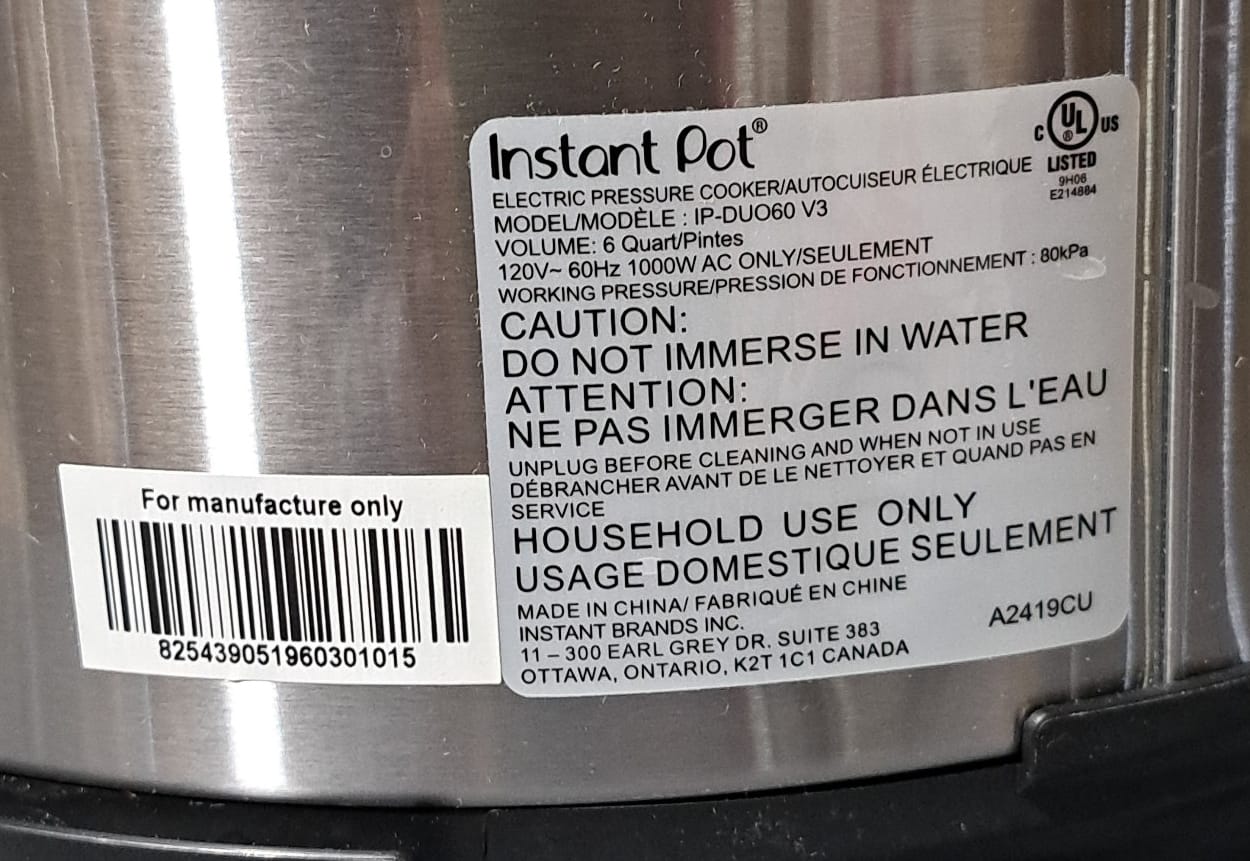 Instant Pot®
C UL® US
LISTED
9H06
E214884
ELECTRIC PRESSURE COOKER/AUTOCUISEUR ÉLECTRIQUE
MODEL/MODÈLE : IP-DUO60 V3
VOLUME: 6 Quart/Pintes
120V~ 60Hz 1000W AC ONLY/SEULEMENT
WORKING PRESSURE/PRESSION DE FONCTIONNEMENT : 80kPa
CAUTION:
DO NOT IMMERSE IN WATER
ATTENTION:
NE PAS IMMERGER DANS L'EAU
UNPLUG BEFORE CLEANING AND WHEN NOT IN USE
DÉBRANCHER AVANT DE LE NETTOYER ET QUAND PAS EN
SERVICE
HOUSEHOLD USE ONLY
USAGE DOMESTIQUE SEULEMENT
MADE IN CHINA/ FABRIQUÉ EN CHINE
INSTANT BRANDS INC.
11 – 300 EARL GREY DR. SUITE 383
OTTAWA, ONTARIO, K2T 1C1 CANADA
A2419CU
For manufacture only
825439051960301015